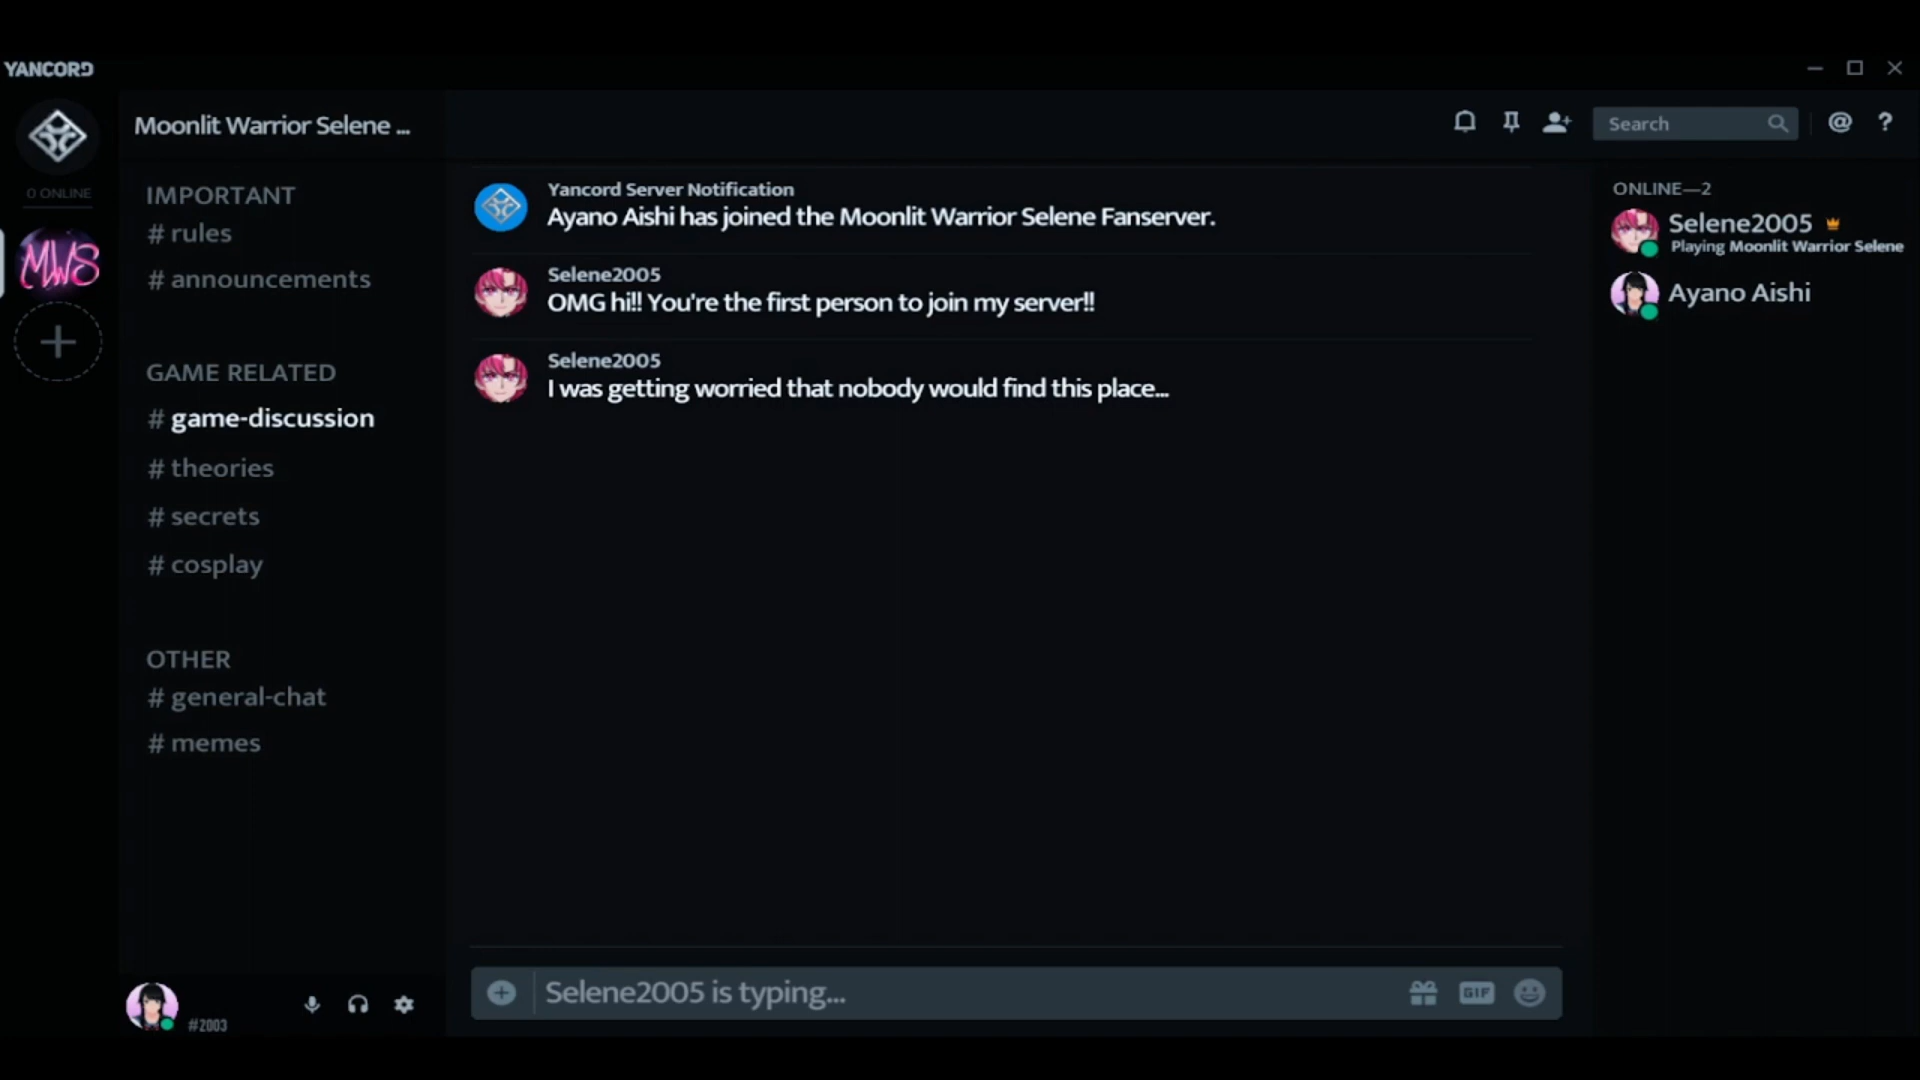 YANCORD
0 ONLINE
MWS
Moonlit Warrior Selene ...
IMPORTANT
# rules
# announcements
GAME RELATED
# game-discussion
# theories
# secrets
# cosplay
OTHER
# general-chat
# memes
#2003
Search
@
?
Yancord Server Notification
Ayano Aishi has joined the Moonlit Warrior Selene Fanserver.
Selene2005
OMG hi!! You're the first person to join my server!!
Selene2005
I was getting worried that nobody would find this place...
Selene2005 is typing...
GIF
ONLINE—2
Selene2005
Playing Moonlit Warrior Selene
Ayano Aishi